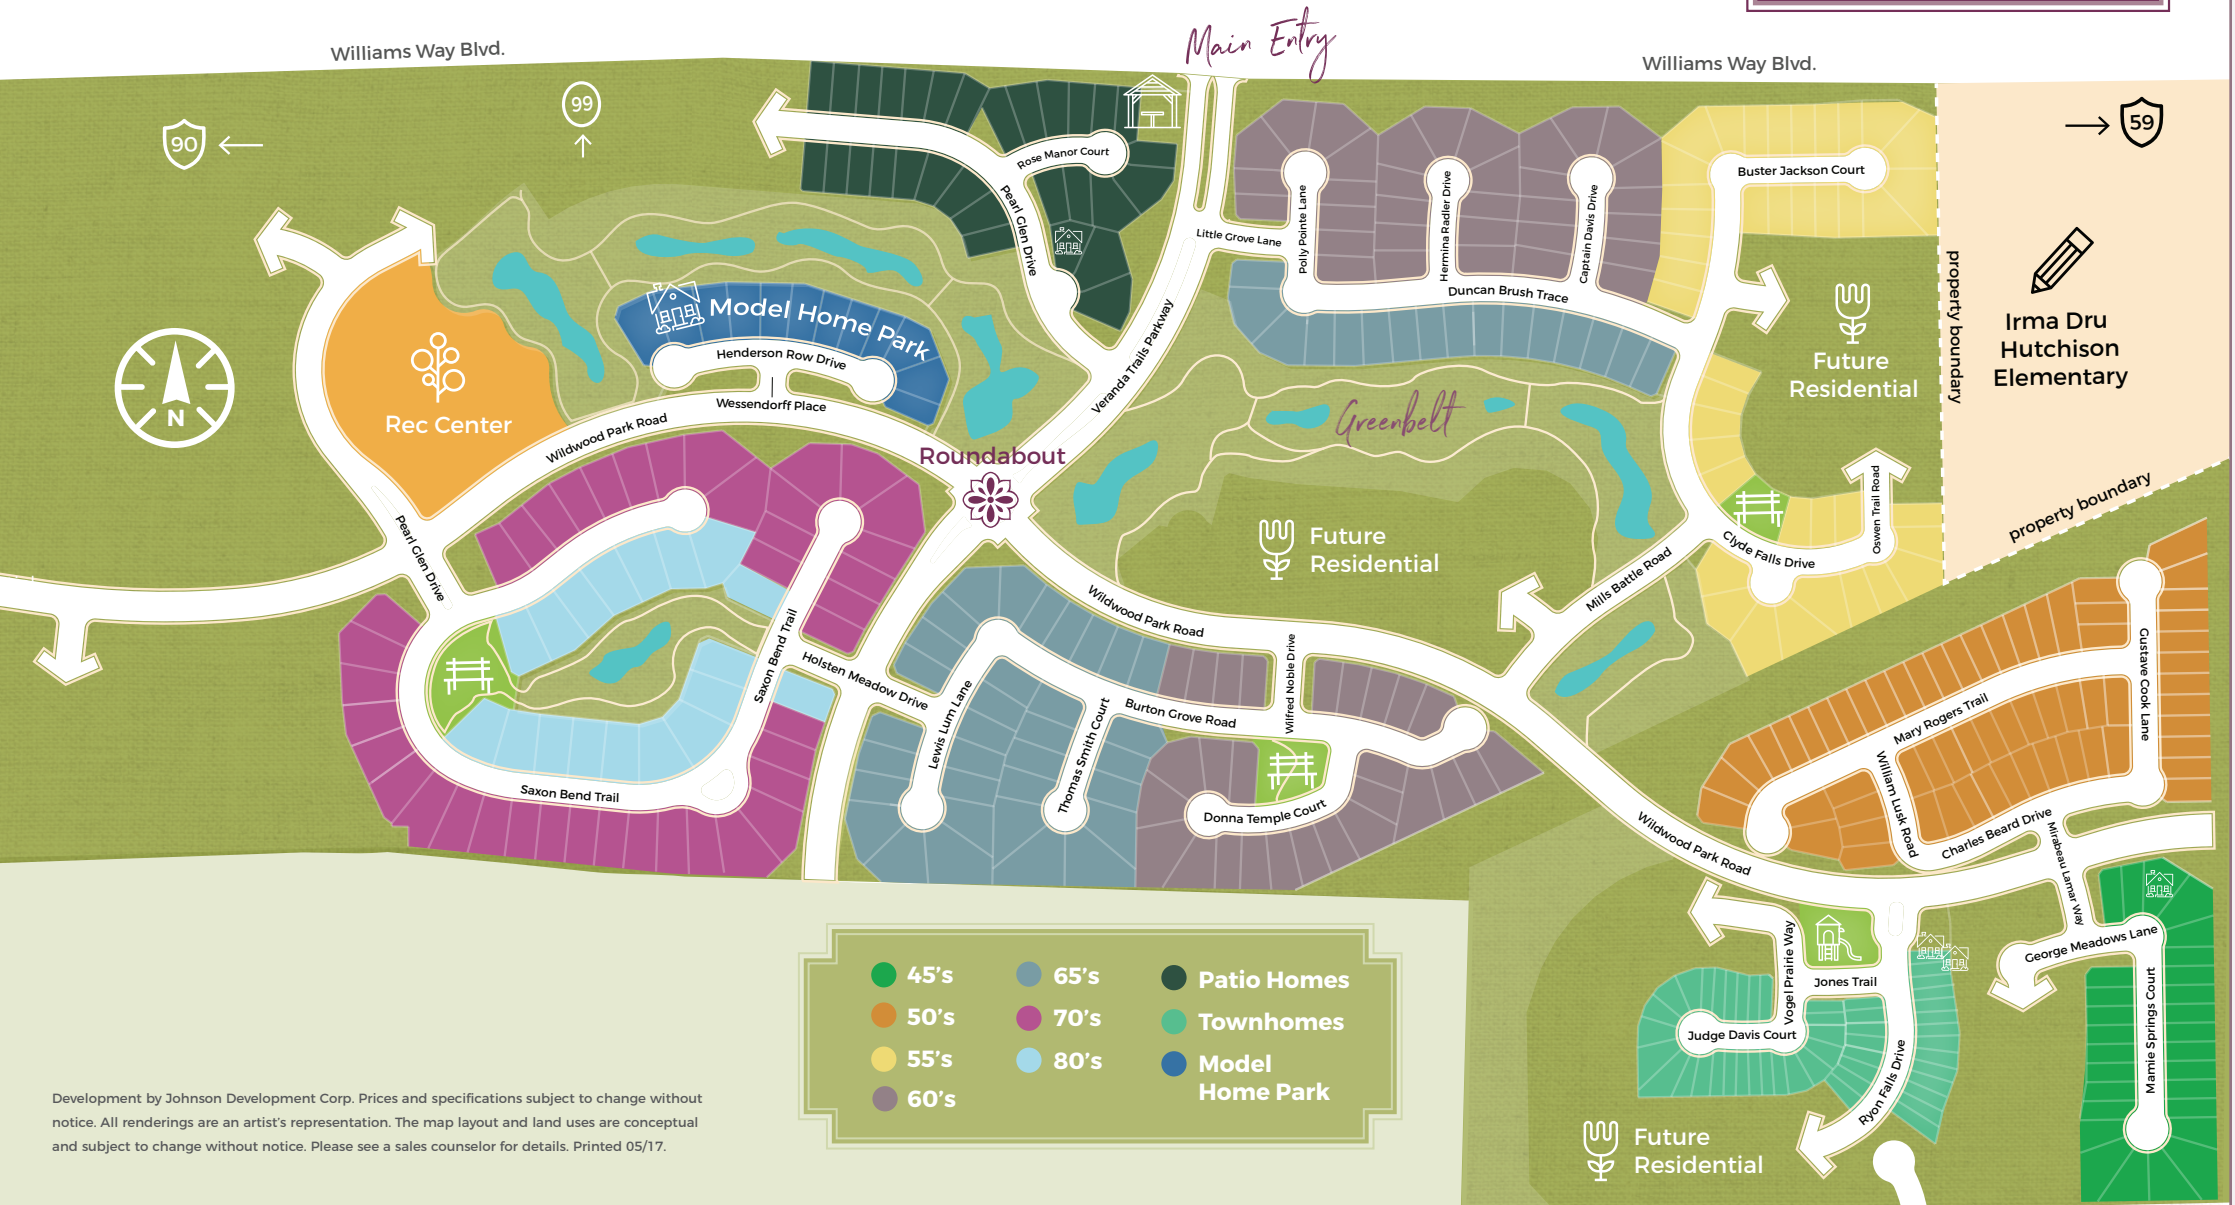 Main Entry
Williams Way Blvd.
Williams Way Blvd.
99
90
59
Rose Manor Court
Buster Jackson Court
Pearl Glen Drive
Little Grove Lane
Polly Pointe Lane
Hermina Radler Drive
Captain Davis Drive
Duncan Brush Trace
property boundary
Irma Dru
Hutchison
Elementary
Future
Residential
Model Home Park
Henderson Row Drive
Wessendorff Place
Veranda Trails Parkway
Rec Center
N
Wildwood Park Road
Greenbelt
Roundabout
Oswen Trail Road
property boundary
Pearl Glen Drive
Future
Residential
Clyde Falls Drive
Mills Battle Road
Wildwood Park Road
Saxon Bend Trail
Holsten Meadow Drive
Wilfred Noble Drive
Gustave Cook Lane
Lewis Lum Lane
Thomas Smith Court
Burton Grove Road
Mary Rogers Trail
William Lusk Road
Saxon Bend Trail
Donna Temple Court
Wildwood Park Road
Charles Beard Drive
Mirabeau Lamar Way
George Meadows Lane
Vogel Prairie Way
Jones Trail
Judge Davis Court
Ryon Falls Drive
Mamie Springs Court
45's
50's
55's
60's
65's
70's
80's
Patio Homes
Townhomes
Model
Home Park
Future
Residential
Development by Johnson Development Corp. Prices and specifications subject to change without
notice. All renderings are an artist's representation. The map layout and land uses are conceptual
and subject to change without notice. Please see a sales counselor for details. Printed 05/17.